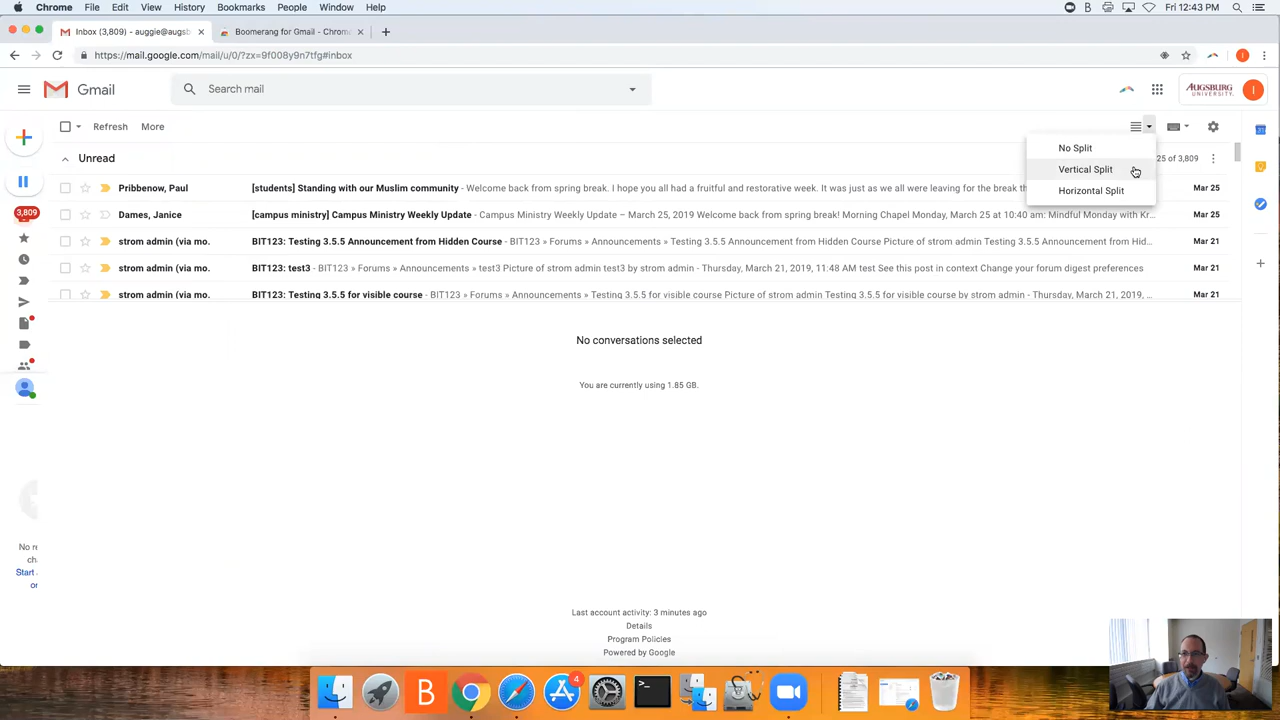 Chrome File Edit View History Bookmarks People Window Help Fri 12:43 PM
Inbox (3,809) - auggie@augsb Boomerang for Gmail - Chrom
https://mail.google.com/mail/u/0/?zx=9f008y9n7tfg#inbox
Gmail Search mail AUGSBURG UNIVERSITY. I
Refresh More
No Split
Unread 25 of 3,809
Vertical Split
Pribbenow, Paul [students] Standing with our Muslim community - Welcome back from spring break. I hope you all had a fruitful and restorative week. It was just as we all were leaving for the break th Mar 25
Horizontal Split
3,809
Dames, Janice [campus ministry] Campus Ministry Weekly Update - Campus Ministry Weekly Update – March 25, 2019 Welcome back from spring break! Morning Chapel Monday, March 25 at 10:40 am: Mindful Monday with Kr... Mar 25
strom admin (via mo. BIT123: Testing 3.5.5 Announcement from Hidden Course - BIT123 » Forums » Announcements » Testing 3.5.5 Announcement from Hidden Course Picture of strom admin Testing 3.5.5 Announcement from Hid... Mar 21
strom admin (via mo. BIT123: test3 - BIT123 » Forums » Announcements » test3 Picture of strom admin test3 by strom admin - Thursday, March 21, 2019, 11:48 AM test See this post in context Change your forum digest preferences Mar 21
strom admin (via mo. BIT123: Testing 3.5.5 for visible course - BIT123 » Forums » Announcements » Testing 3.5.5 for visible course Picture of strom admin Testing 3.5.5 for visible course by strom admin - Thursday, March 21, 2019, ... Mar 21
No conversations selected
You are currently using 1.85 GB.
No re
ch
Start
or
Last account activity: 3 minutes ago
Details
Program Policies
Powered by Google
B 4